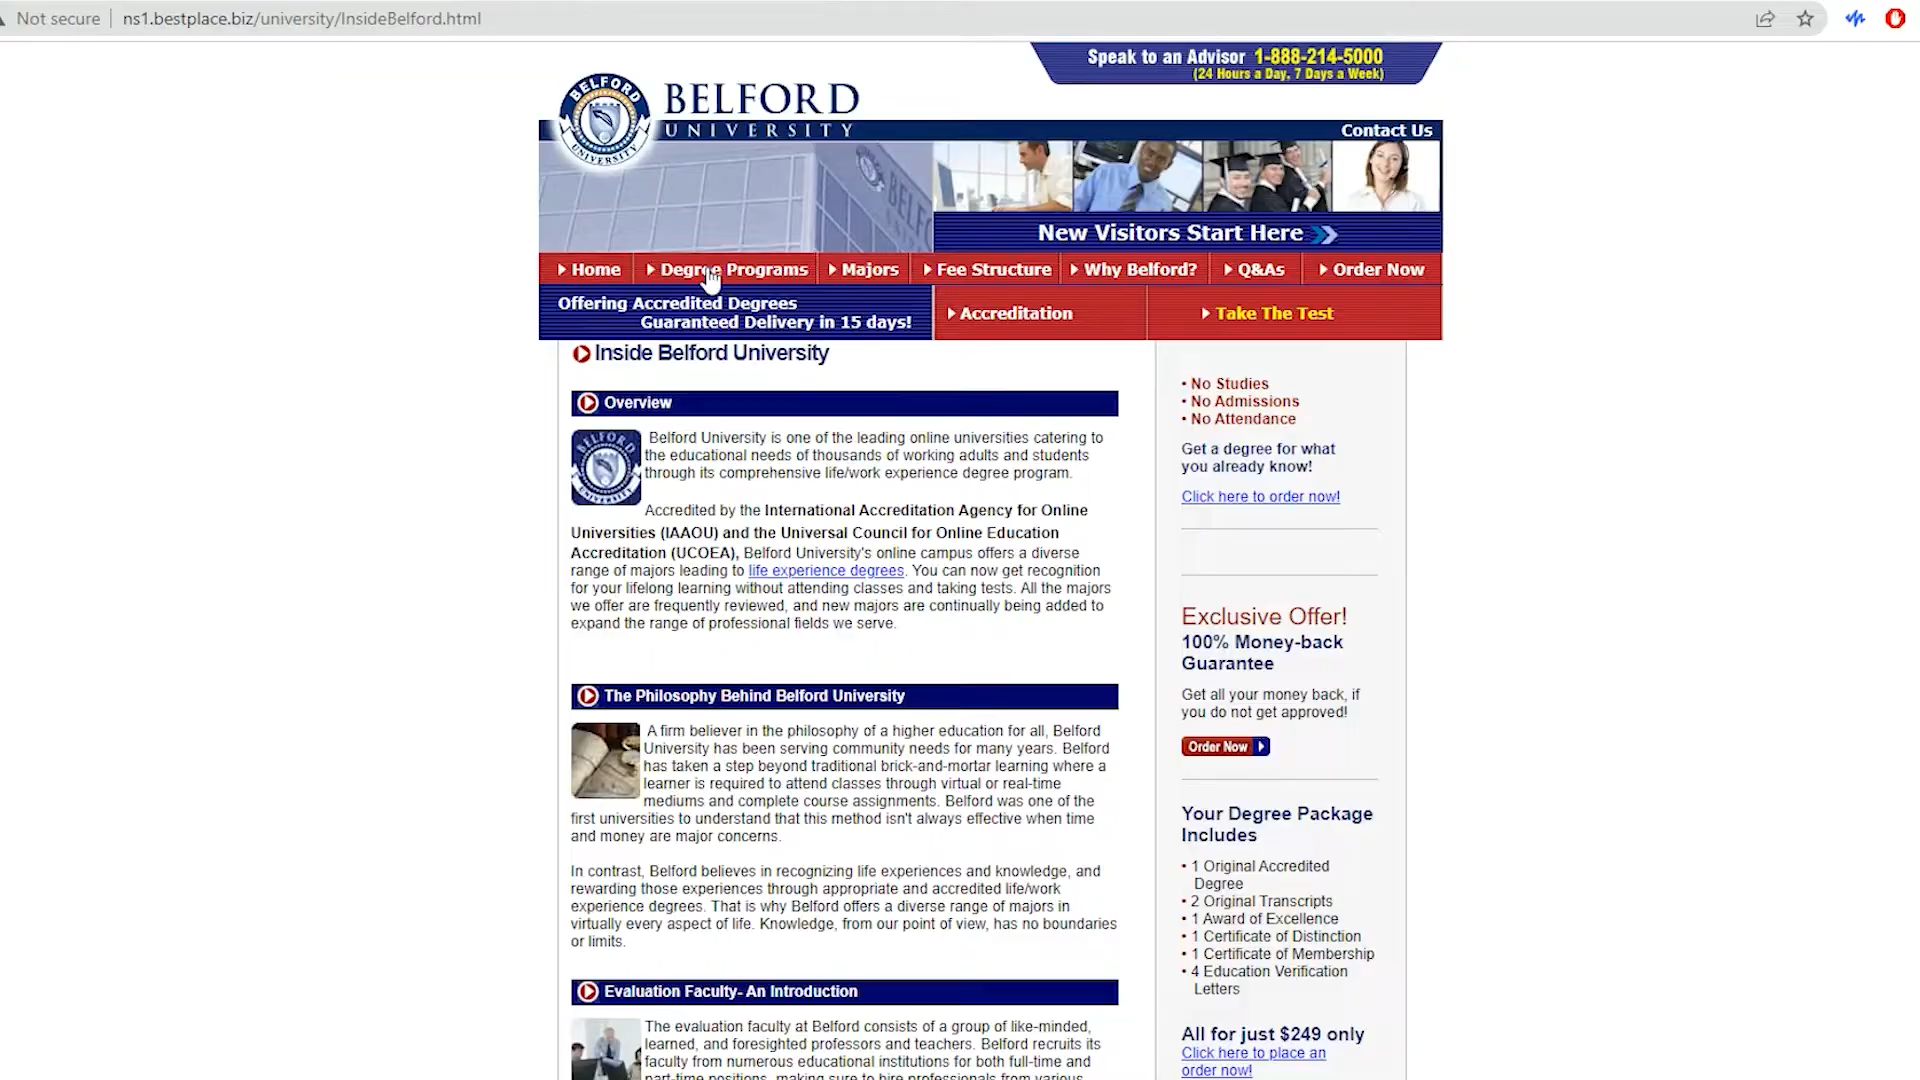 Not secure
ns1.bestplace.biz/university/InsideBelford.html
Speak to an Advisor 1-888-214-5000
(24 Hours a Day, 7 Days a Week)
BELFORD
UNIVERSITY
BELFORD
UNIVERSITY
Contact Us
New Visitors Start Here
Home
Degree Programs
Majors
Fee Structure
Why Belford?
Q&As
Order Now
Offering Accredited Degrees
Guaranteed Delivery in 15 days!
Accreditation
Take The Test
Inside Belford University
Overview
BELFORD
UNIVERSITY
Belford University is one of the leading online universities catering to
the educational needs of thousands of working adults and students
through its comprehensive life/work experience degree program.
Accredited by the International Accreditation Agency for Online
Universities (IAAOU) and the Universal Council for Online Education
Accreditation (UCOEA), Belford University's online campus offers a diverse
range of majors leading to life experience degrees. You can now get recognition
for your lifelong learning without attending classes and taking tests. All the majors
we offer are frequently reviewed, and new majors are continually being added to
expand the range of professional fields we serve.
The Philosophy Behind Belford University
A firm believer in the philosophy of a higher education for all, Belford
University has been serving community needs for many years. Belford
has taken a step beyond traditional brick-and-mortar learning where a
learner is required to attend classes through virtual or real-time
mediums and complete course assignments. Belford was one of the
first universities to understand that this method isn't always effective when time
and money are major concerns.
In contrast, Belford believes in recognizing life experiences and knowledge, and
rewarding those experiences through appropriate and accredited life/work
experience degrees. That is why Belford offers a diverse range of majors in
virtually every aspect of life. Knowledge, from our point of view, has no boundaries
or limits.
Evaluation Faculty- An Introduction
The evaluation faculty at Belford consists of a group of like-minded,
learned, and foresighted professors and teachers. Belford recruits its
faculty from numerous educational institutions for both full-time and
part-time positions, making sure to hire professionals from various
• No Studies
• No Admissions
• No Attendance
Get a degree for what
you already know!
Click here to order now!
Exclusive Offer!
100% Money-back
Guarantee
Get all your money back, if
you do not get approved!
Order Now
Your Degree Package
Includes
• 1 Original Accredited
Degree
• 2 Original Transcripts
• 1 Award of Excellence
• 1 Certificate of Distinction
• 1 Certificate of Membership
• 4 Education Verification
Letters
All for just $249 only
Click here to place an
order now!